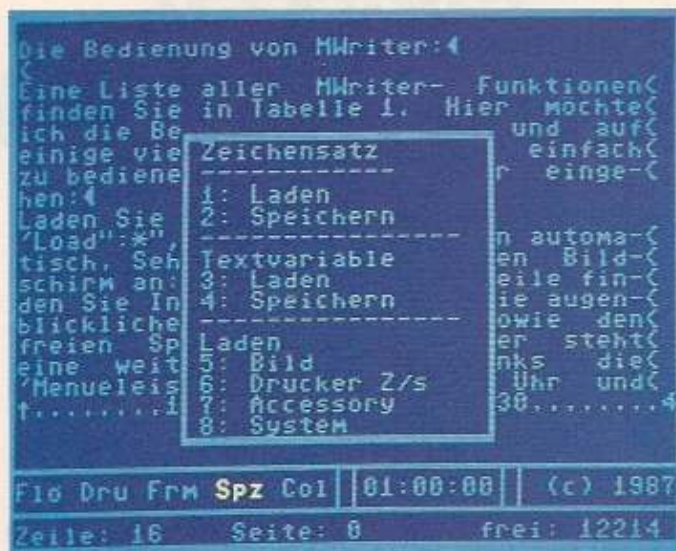 Die Bedienung von MWriter:◄
(
Eine Liste aller MWriter- Funktionen(
finden Sie in Tabelle 1. Hier mochte(
ich die Be und auf(
einige vie einfach(
zu bediene r einge-(
hen:◄
Laden Sie
"Load":*", n automa-(
tisch. Seh en Bild-(
schirm an: eile fin-(
den Sie In ie augen-(
blickliche owie den(
freien Sp er steht(
eine weit nks die(
"Menueleis Uhr und(
↑........1 30........4
Zeichensatz
------------
1: Laden
2: Speichern
----------------
Textvariable
3: Laden
4: Speichern
----------------
Laden
5: Bild
6: Drucker Z/s
7: Accessory
8: System
Flo Dru Frm Spz Col 01:00:00 (c) 1987
Zeile: 16 Seite: 0 frei: 12214